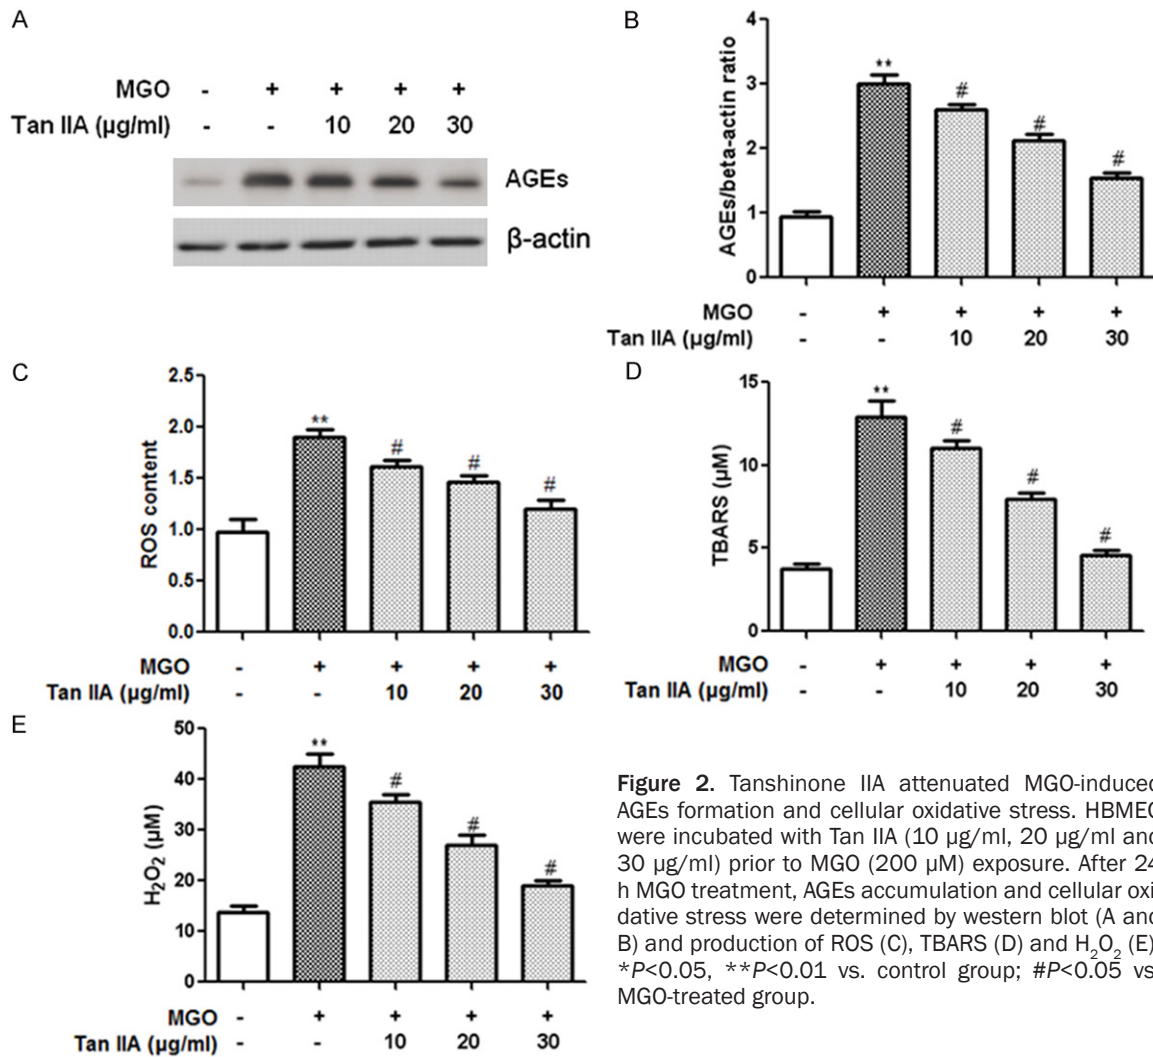 A
MGO - + + + +
Tan IIA (µg/ml) - - 10 20 30
AGEs
β-actin
B
AGEs/beta-actin ratio
4
3
2
1
0
**
#
#
#
MGO - + + + +
Tan IIA (µg/ml) - - 10 20 30
C
ROS content
2.5
2.0
1.5
1.0
0.5
0.0
**
#
#
#
MGO - + + + +
Tan IIA (µg/ml) - - 10 20 30
D
TBARS (µM)
15
10
5
0
**
#
#
#
MGO - + + + +
Tan IIA (µg/ml) - - 10 20 30
E
H₂O₂ (µM)
50
40
30
20
10
0
**
#
#
#
MGO - + + + +
Tan IIA (µg/ml) - - 10 20 30
Figure 2. Tanshinone IIA attenuated MGO-induced
AGEs formation and cellular oxidative stress. HBMEC
were incubated with Tan IIA (10 µg/ml, 20 µg/ml and
30 µg/ml) prior to MGO (200 µM) exposure. After 24
h MGO treatment, AGEs accumulation and cellular oxi-
dative stress were determined by western blot (A and
B) and production of ROS (C), TBARS (D) and H₂O₂ (E)
*P<0.05, **P<0.01 vs. control group; #P<0.05 vs
MGO-treated group.